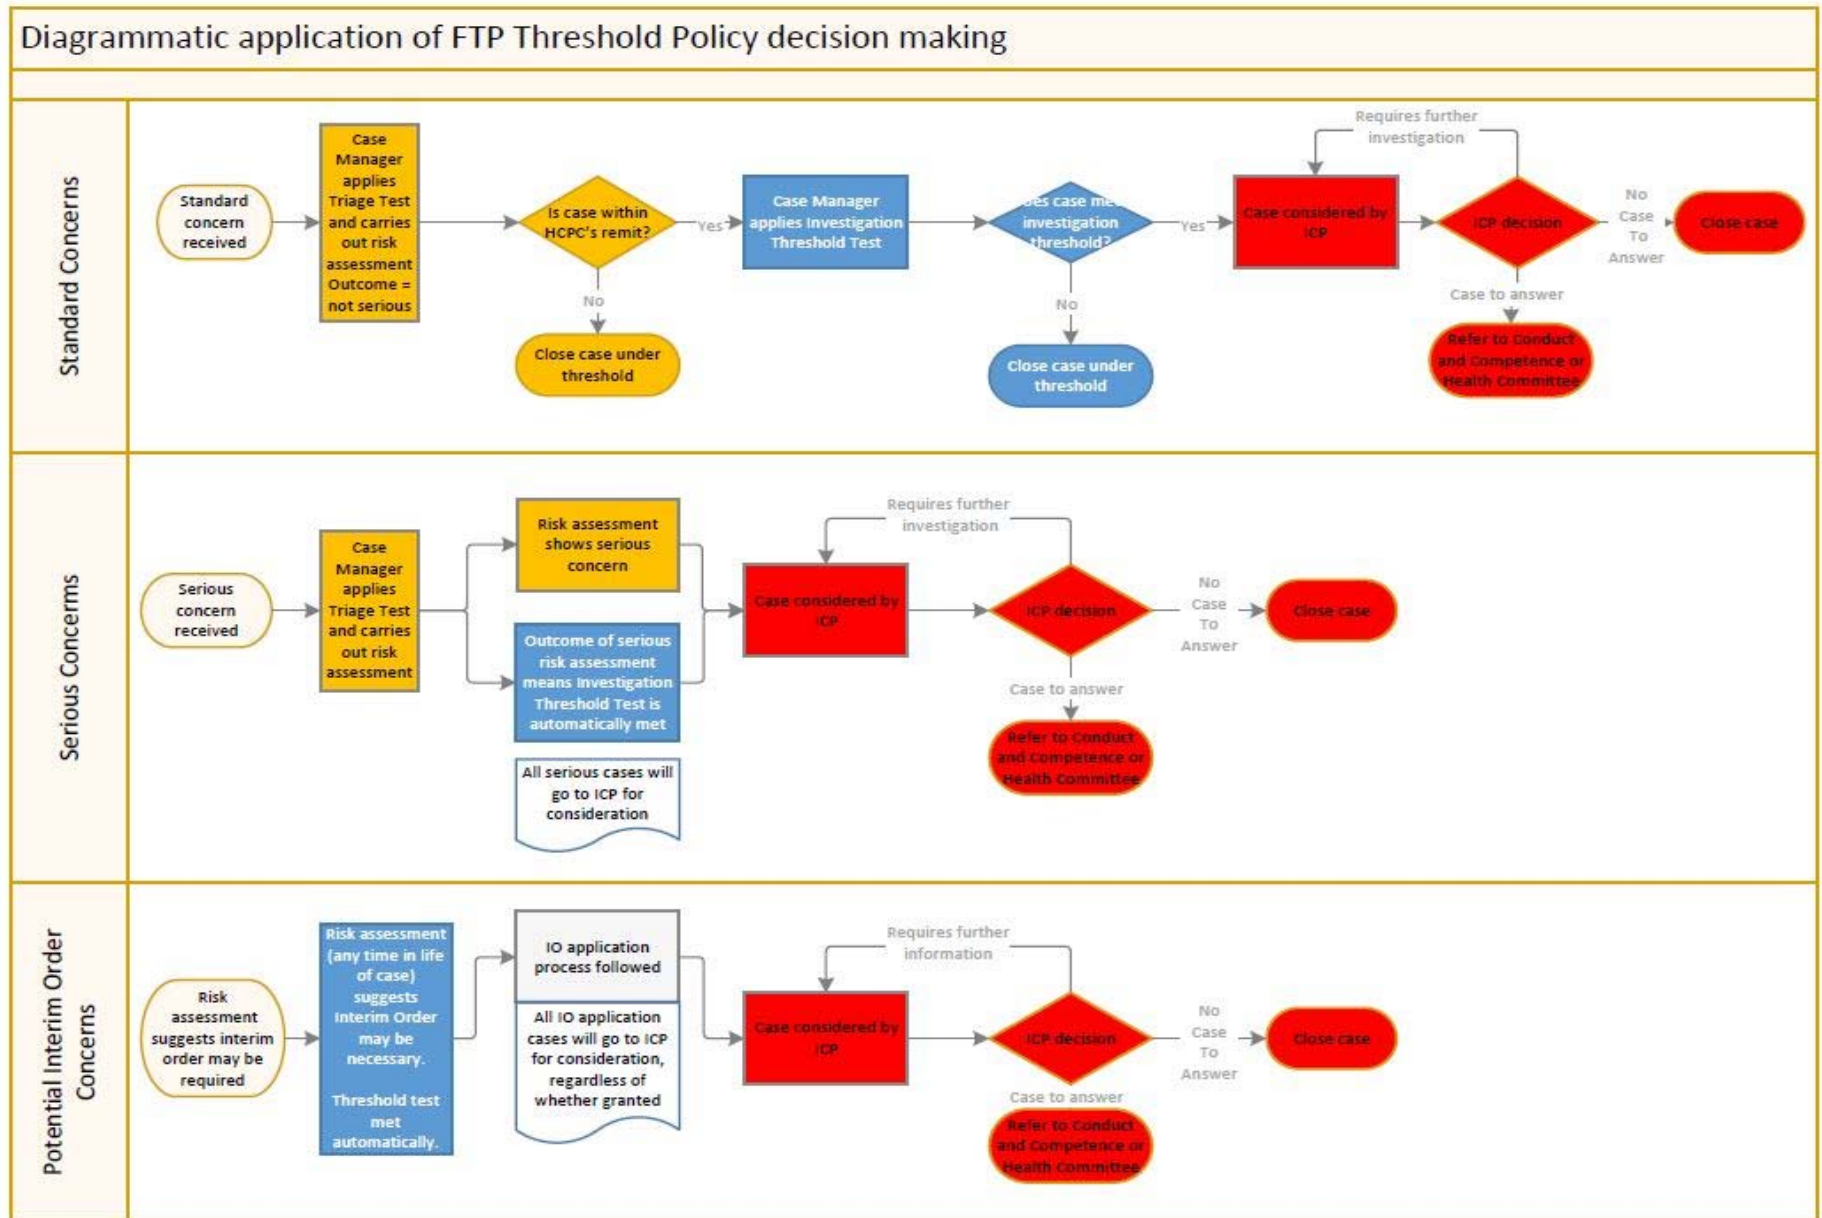 Diagrammatic application of FTP Threshold Policy decision making
Standard Concerns
Standard
concern
received
Case
Manager
applies
Triage Test
and carries
out risk
assessment
Outcome =
not serious
Is case within
HCPC's remit?
Yes
No
Close case under
threshold
Case Manager
applies Investigation
Threshold Test
oes case me
investigation
threshold?
Yes
No
Close case under
threshold
Case considered by
ICP
Requires further
investigation
ICP decision
No
Case
To
Answer
Close case
Case to answer
Refer to Conduct
and Competence or
Health Committee
Serious Concerns
Serious
concern
received
Case
Manager
applies
Triage Test
and carries
out risk
assessment
Risk assessment
shows serious
concern
Outcome of serious
risk assessment
means Investigation
Threshold Test is
automatically met
All serious cases will
go to ICP for
consideration
Case considered by
ICP
Requires further
investigation
ICP decision
No
Case
To
Answer
Close case
Case to answer
Refer to Conduct
and Competence or
Health Committee
Potential Interim Order
Concerns
Risk
assessment
suggests interim
order may be
required
Risk assessment
(any time in life
of case)
suggests
Interim Order
may be
necessary.
Threshold test
met
automatically.
IO application
process followed
All IO application
cases will go to ICP
for consideration,
regardless of
whether granted
Case considered by
ICP
Requires further
information
ICP decision
No
Case
To
Answer
Close case
Case to answer
Refer to Conduct
and Competence or
Health Committee